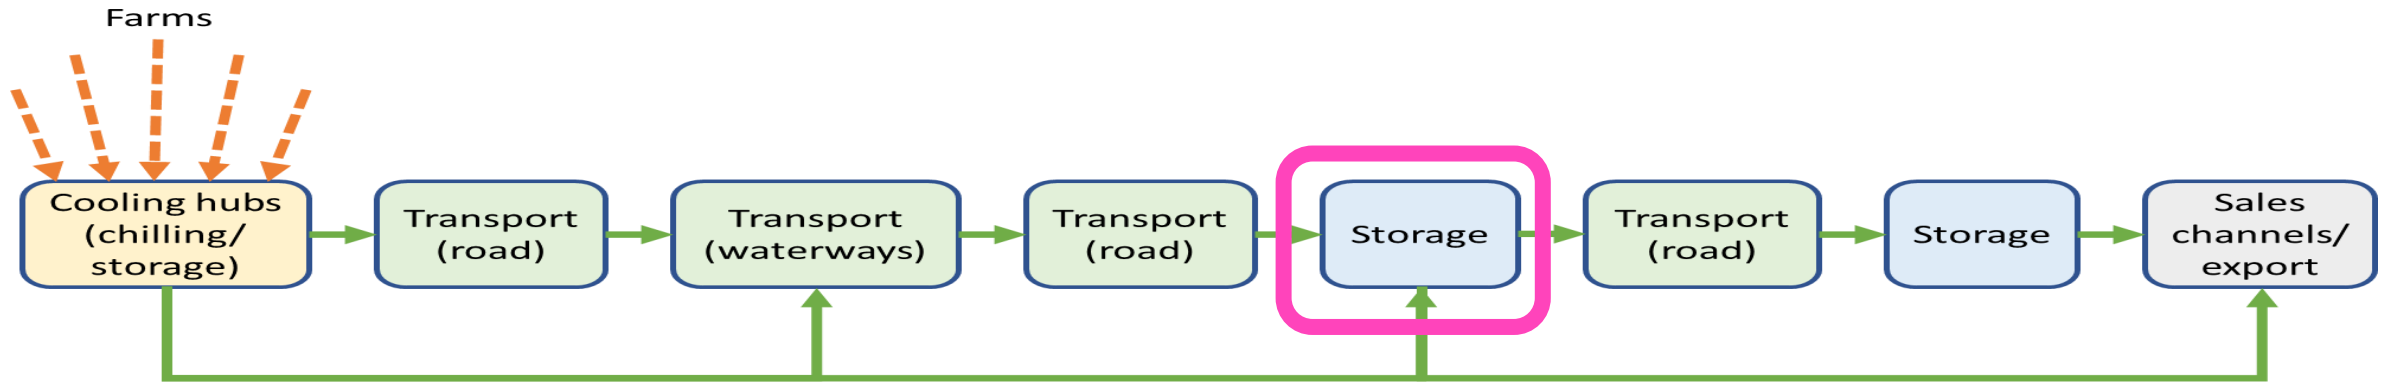 Farms
Cooling hubs
(chilling/
storage)
Transport
(road)
Transport
(waterways)
Transport
(road)
Storage
Transport
(road)
Storage
Sales
channels/
export